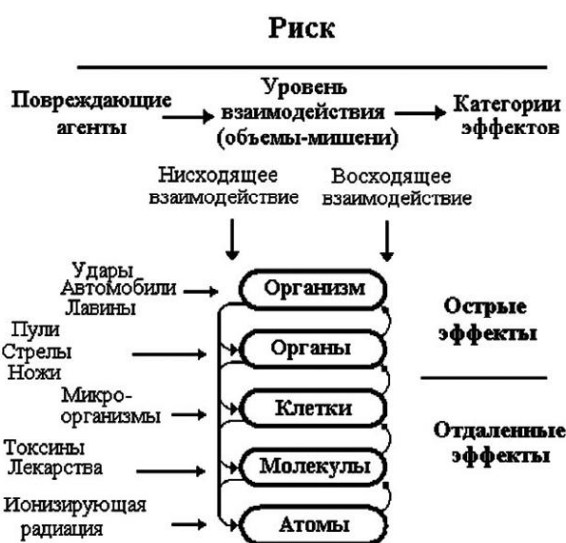 Риск
Повреждающие
агенты
Уровень
взаимодействия
(объемы-мишени)
Категории
эффектов
Нисходящее
взаимодействие
Восходящее
взаимодействие
Удары
Автомобили
Лавины
Организм
Острые
эффекты
Пули
Стрелы
Ножи
Органы
Микро-
организмы
Клетки
Отдаленные
эффекты
Токсины
Лекарства
Молекулы
Ионизирующая
радиация
Атомы